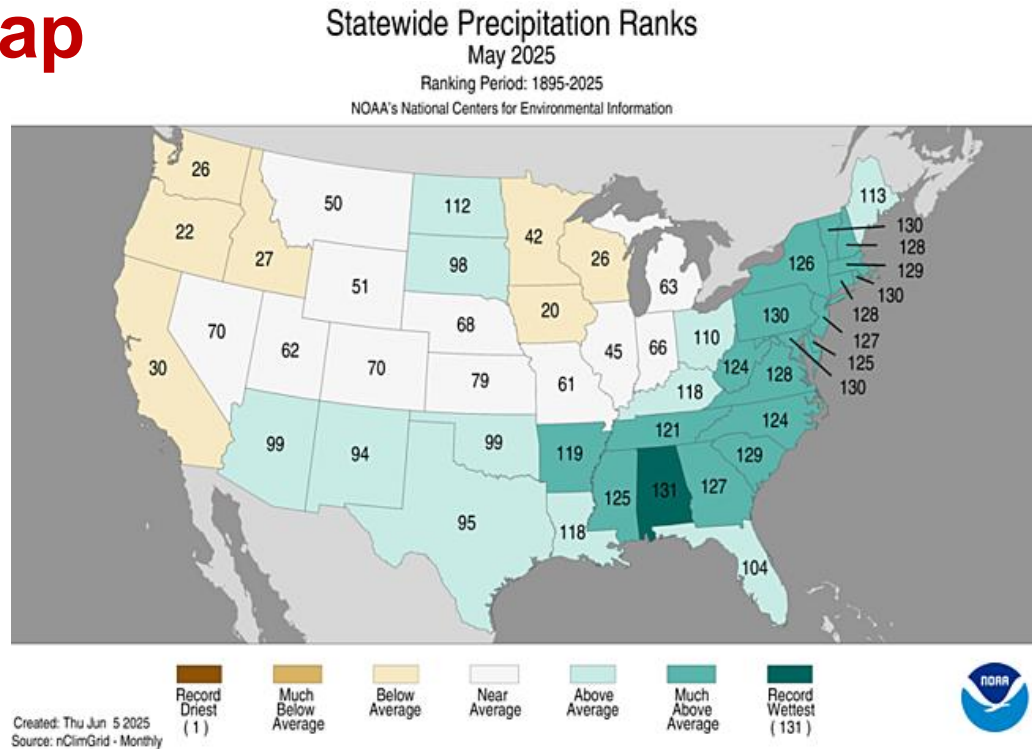 ap
Statewide Precipitation Ranks
May 2025
Ranking Period: 1895-2025
NOAA's National Centers for Environmental Information
26
50
112
42
113
22
27
51
98
26
63
126
130
128
129
130
128
127
125
130
70
62
70
68
20
45
66
110
130
30
79
61
124
128
118
99
94
99
119
121
124
129
95
118
125
131
127
104
Record
Driest
(1)
Much
Below
Average
Below
Average
Near
Average
Above
Average
Much
Above
Average
Record
Wettest
(131)
Created: Thu Jun 5 2025
Source: nClimGrid - Monthly
NOAA